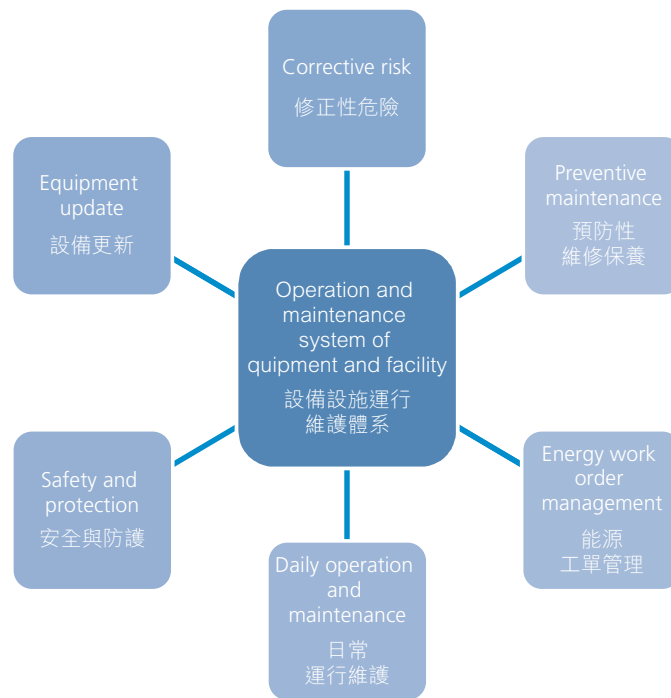 Corrective risk
修正性危險
Equipment
update
設備更新
Preventive
maintenance
預防性
維修保養
Operation and
maintenance
system of
quipment and facility
設備設施運行
維護體系
Safety and
protection
安全與防護
Energy work
order
management
能源
工單管理
Daily operation
and
maintenance
日常
運行維護